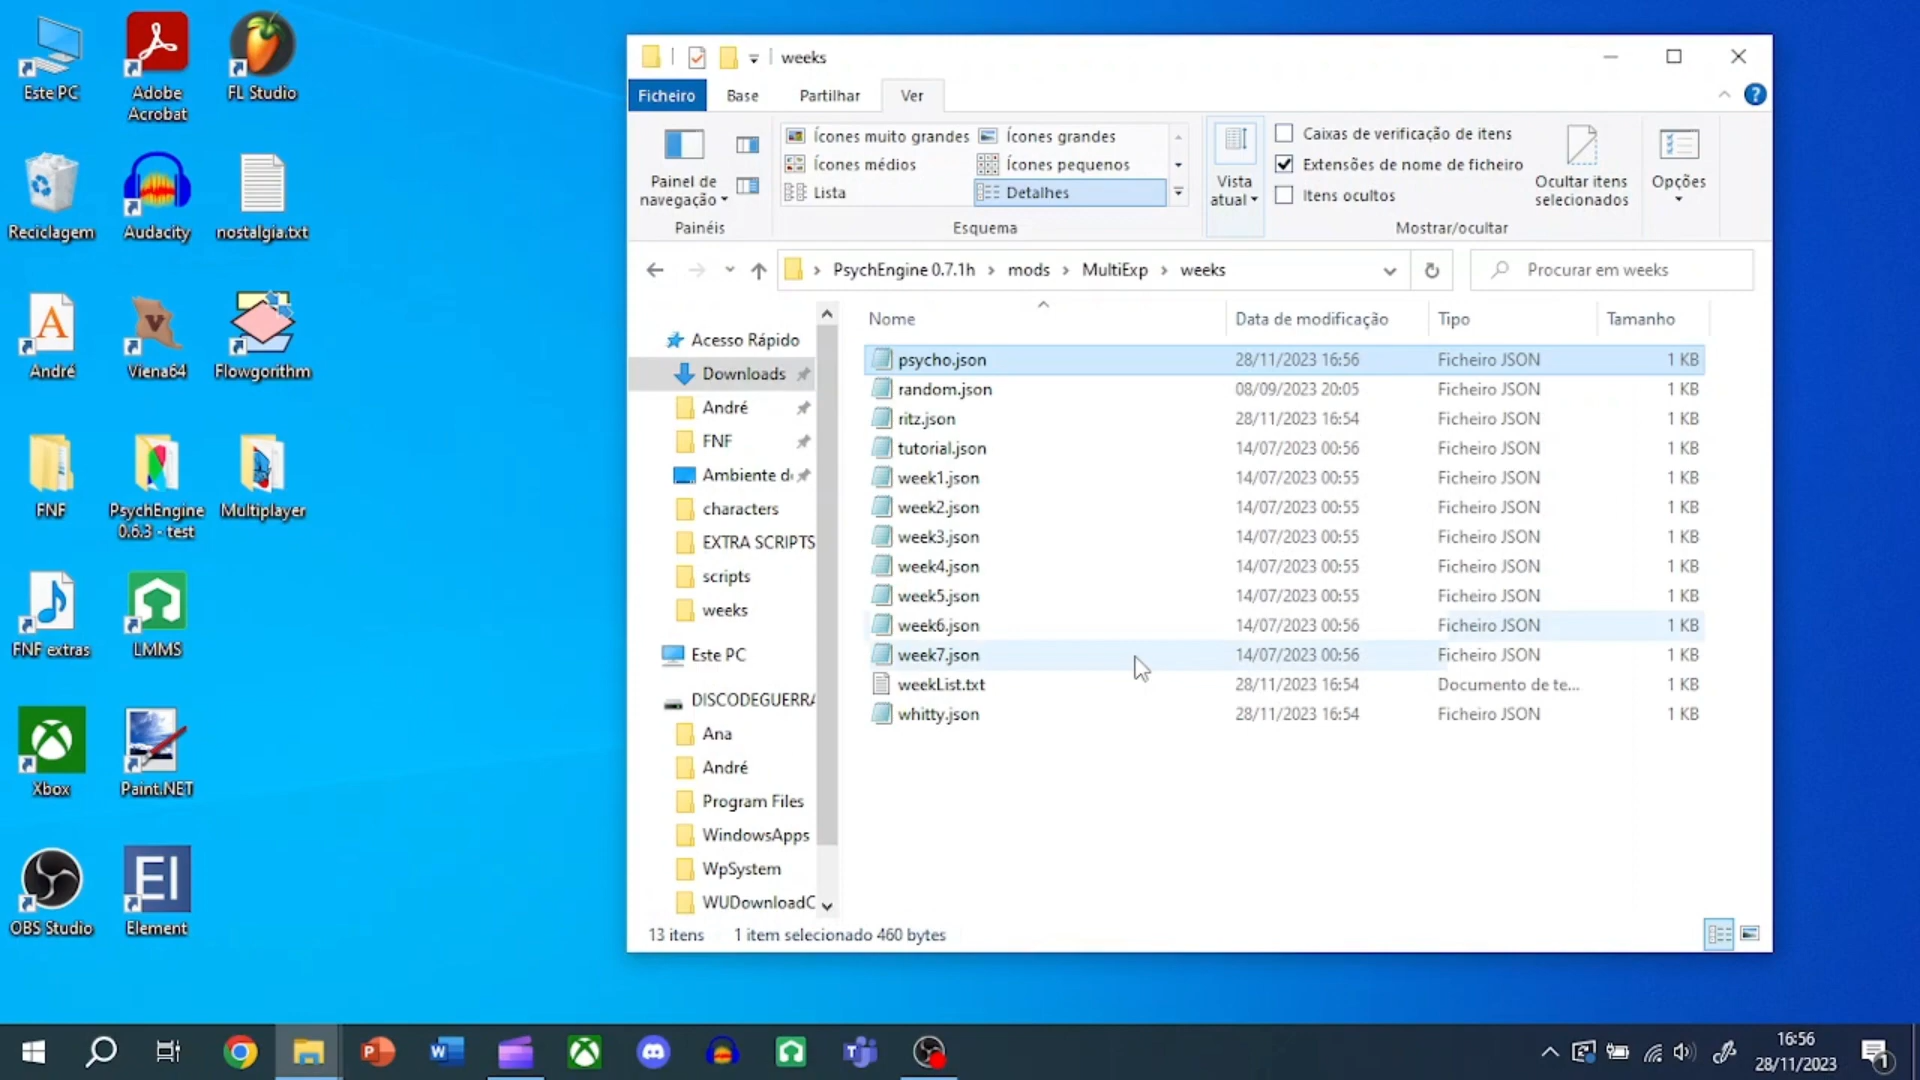 Este PC
Adobe
Acrobat
FL Studio
Reciclagem
Audacity
nostalgia.txt
André
Viena64
Flowgorithm
FNF
PsychEngine
0.6.3 - test
Multiplayer
FNF extras
LMMS
Xbox
Paint.NET
OBS Studio
Element
weeks
Ficheiro
Base
Partilhar
Ver
Painel de
navegação
Painéis
Ícones muito grandes
Ícones grandes
Ícones médios
Ícones pequenos
Lista
Detalhes
Esquema
Vista
atual
Caixas de verificação de itens
Extensões de nome de ficheiro
Itens ocultos
Ocultar itens
selecionados
Mostrar/ocultar
Opções
PsychEngine 0.7.1h › mods › MultiExp › weeks
Procurar em weeks
Acesso Rápido
Downloads
André
FNF
Ambiente d
characters
EXTRA SCRIPTS
scripts
weeks
Este PC
DISCODEGUERRA
Ana
André
Program Files
WindowsApps
WpSystem
WUDownloadC
Nome Data de modificação Tipo Tamanho
psycho.json 28/11/2023 16:56 Ficheiro JSON 1 KB
random.json 08/09/2023 20:05 Ficheiro JSON 1 KB
ritz.json 28/11/2023 16:54 Ficheiro JSON 1 KB
tutorial.json 14/07/2023 00:56 Ficheiro JSON 1 KB
week1.json 14/07/2023 00:55 Ficheiro JSON 1 KB
week2.json 14/07/2023 00:55 Ficheiro JSON 1 KB
week3.json 14/07/2023 00:55 Ficheiro JSON 1 KB
week4.json 14/07/2023 00:55 Ficheiro JSON 1 KB
week5.json 14/07/2023 00:55 Ficheiro JSON 1 KB
week6.json 14/07/2023 00:56 Ficheiro JSON 1 KB
week7.json 14/07/2023 00:56 Ficheiro JSON 1 KB
weekList.txt 28/11/2023 16:54 Documento de te... 1 KB
whitty.json 28/11/2023 16:54 Ficheiro JSON 1 KB
13 itens 1 item selecionado 460 bytes
16:56
28/11/2023
1